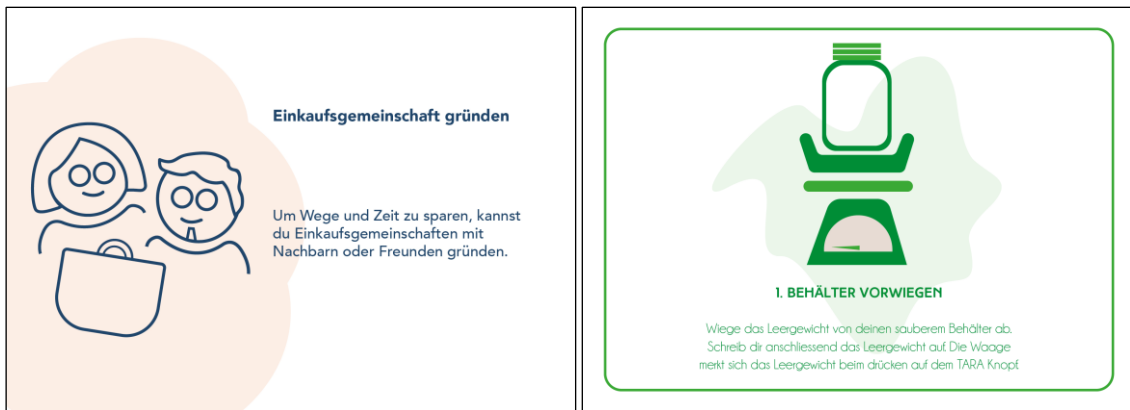 Einkaufsgemeinschaft gründen
Um Wege und Zeit zu sparen, kannst
du Einkaufsgemeinschaften mit
Nachbarn oder Freunden gründen.
1. BEHÄLTER VORWIEGEN
Wiege das Leergewicht von deinen sauberem Behälter ab.
Schreib dir anschliessend das Leergewicht auf. Die Waage
merkt sich das Leergewicht beim drücken auf dem TARA Knopf.